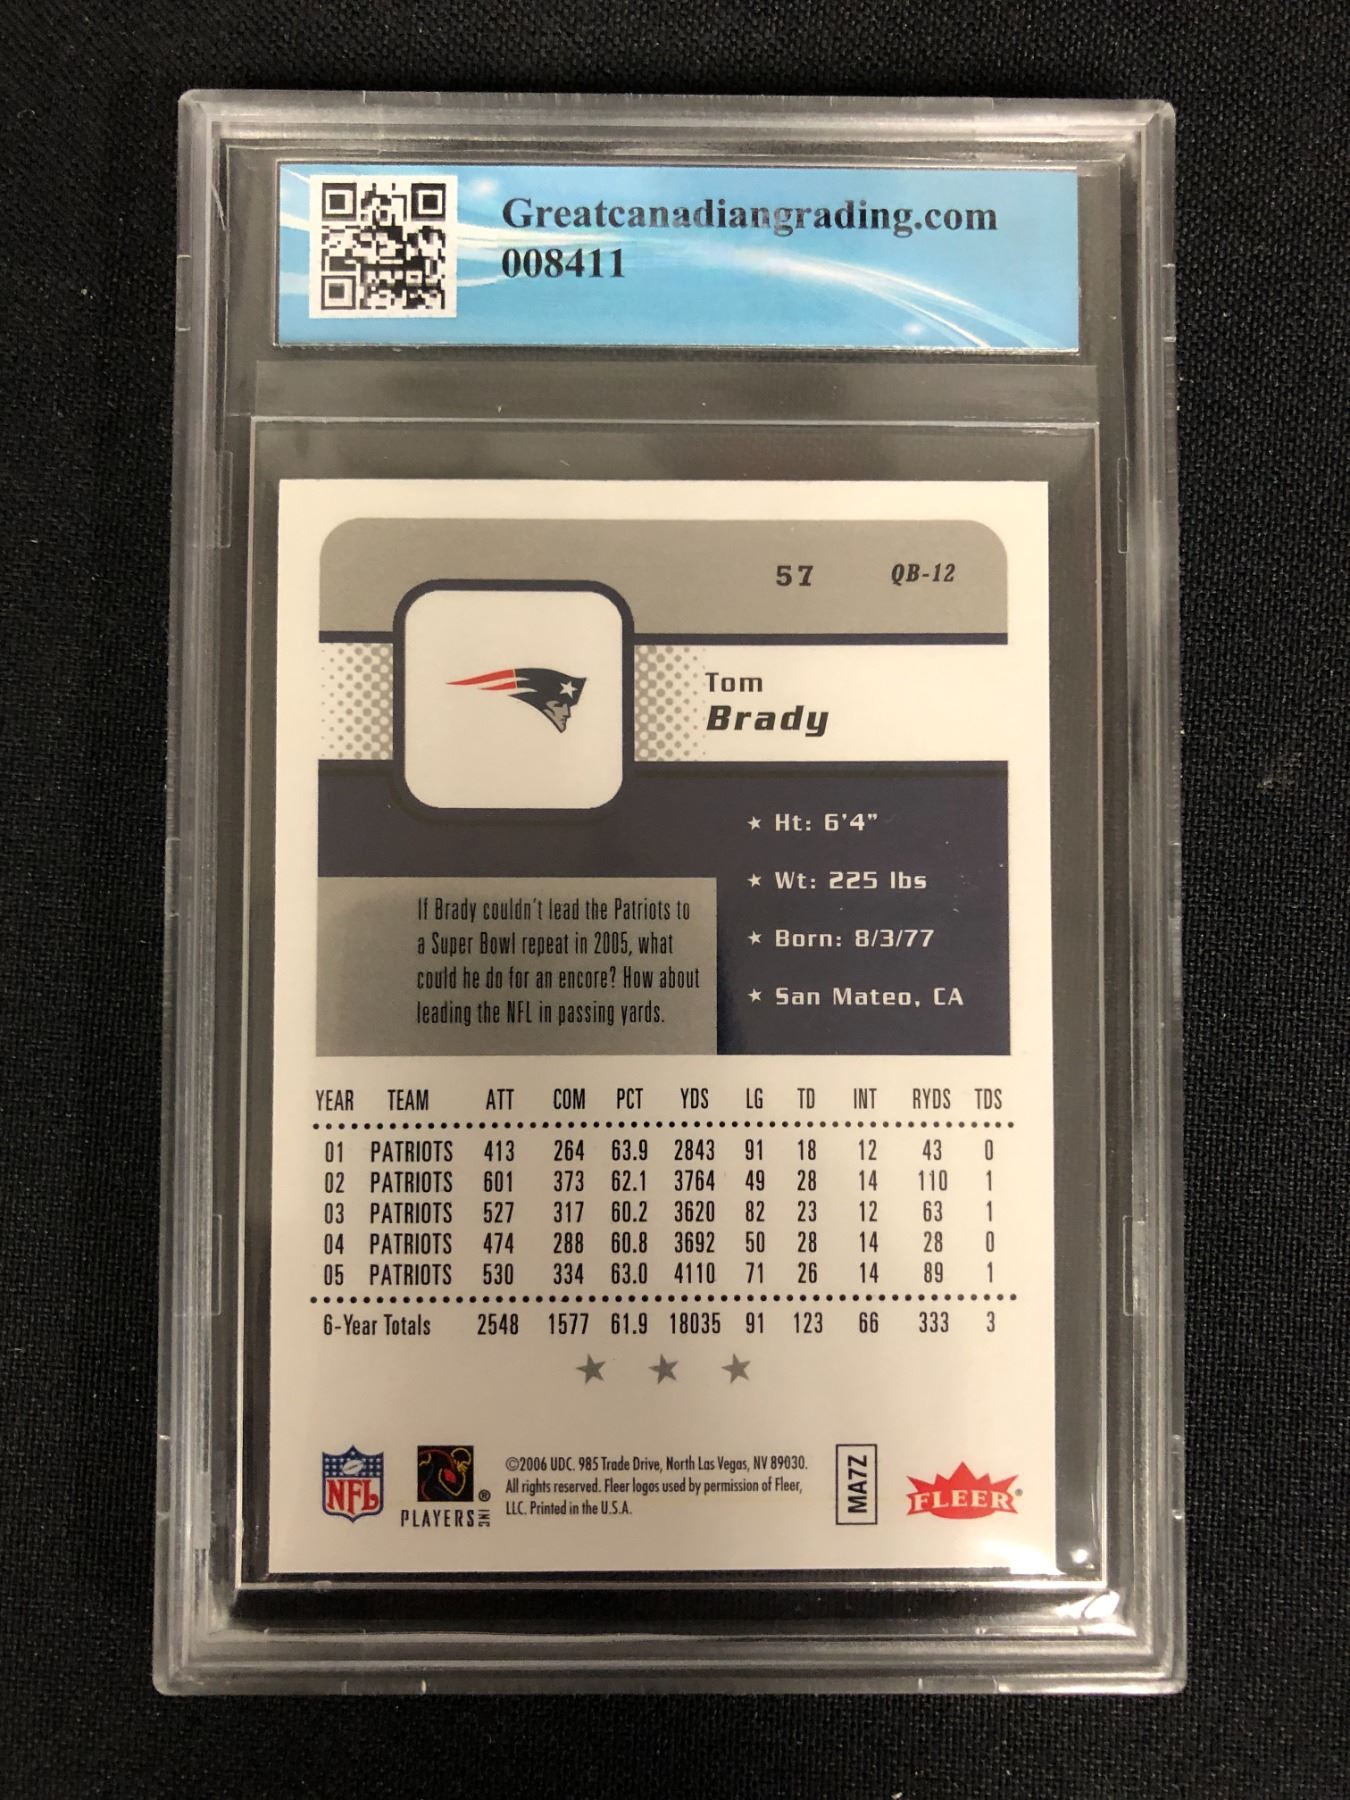 Greatcanadiangrading.com
008411
57 QB-12
Tom
Brady
★ Ht: 6'4"
★ Wt: 225 lbs
★ Born: 8/3/77
★ San Mateo, CA
If Brady couldn't lead the Patriots to
a Super Bowl repeat in 2005, what
could he do for an encore? How about
leading the NFL in passing yards.
YEAR TEAM ATT COM PCT YDS LG TD INT RYDS TDS
01 PATRIOTS 413 264 63.9 2843 91 18 12 43 0
02 PATRIOTS 601 373 62.1 3764 49 28 14 110 1
03 PATRIOTS 527 317 60.2 3620 82 23 12 63 1
04 PATRIOTS 474 288 60.8 3692 50 28 14 28 0
05 PATRIOTS 530 334 63.0 4110 71 26 14 89 1
6-Year Totals 2548 1577 61.9 18035 91 123 66 333 3
NFL
PLAYERS INC ®
©2006 UDC. 985 Trade Drive, North Las Vegas, NV 89030.
All rights reserved. Fleer logos used by permission of Fleer,
LLC. Printed in the U.S.A.
MA7Z
FLEER®